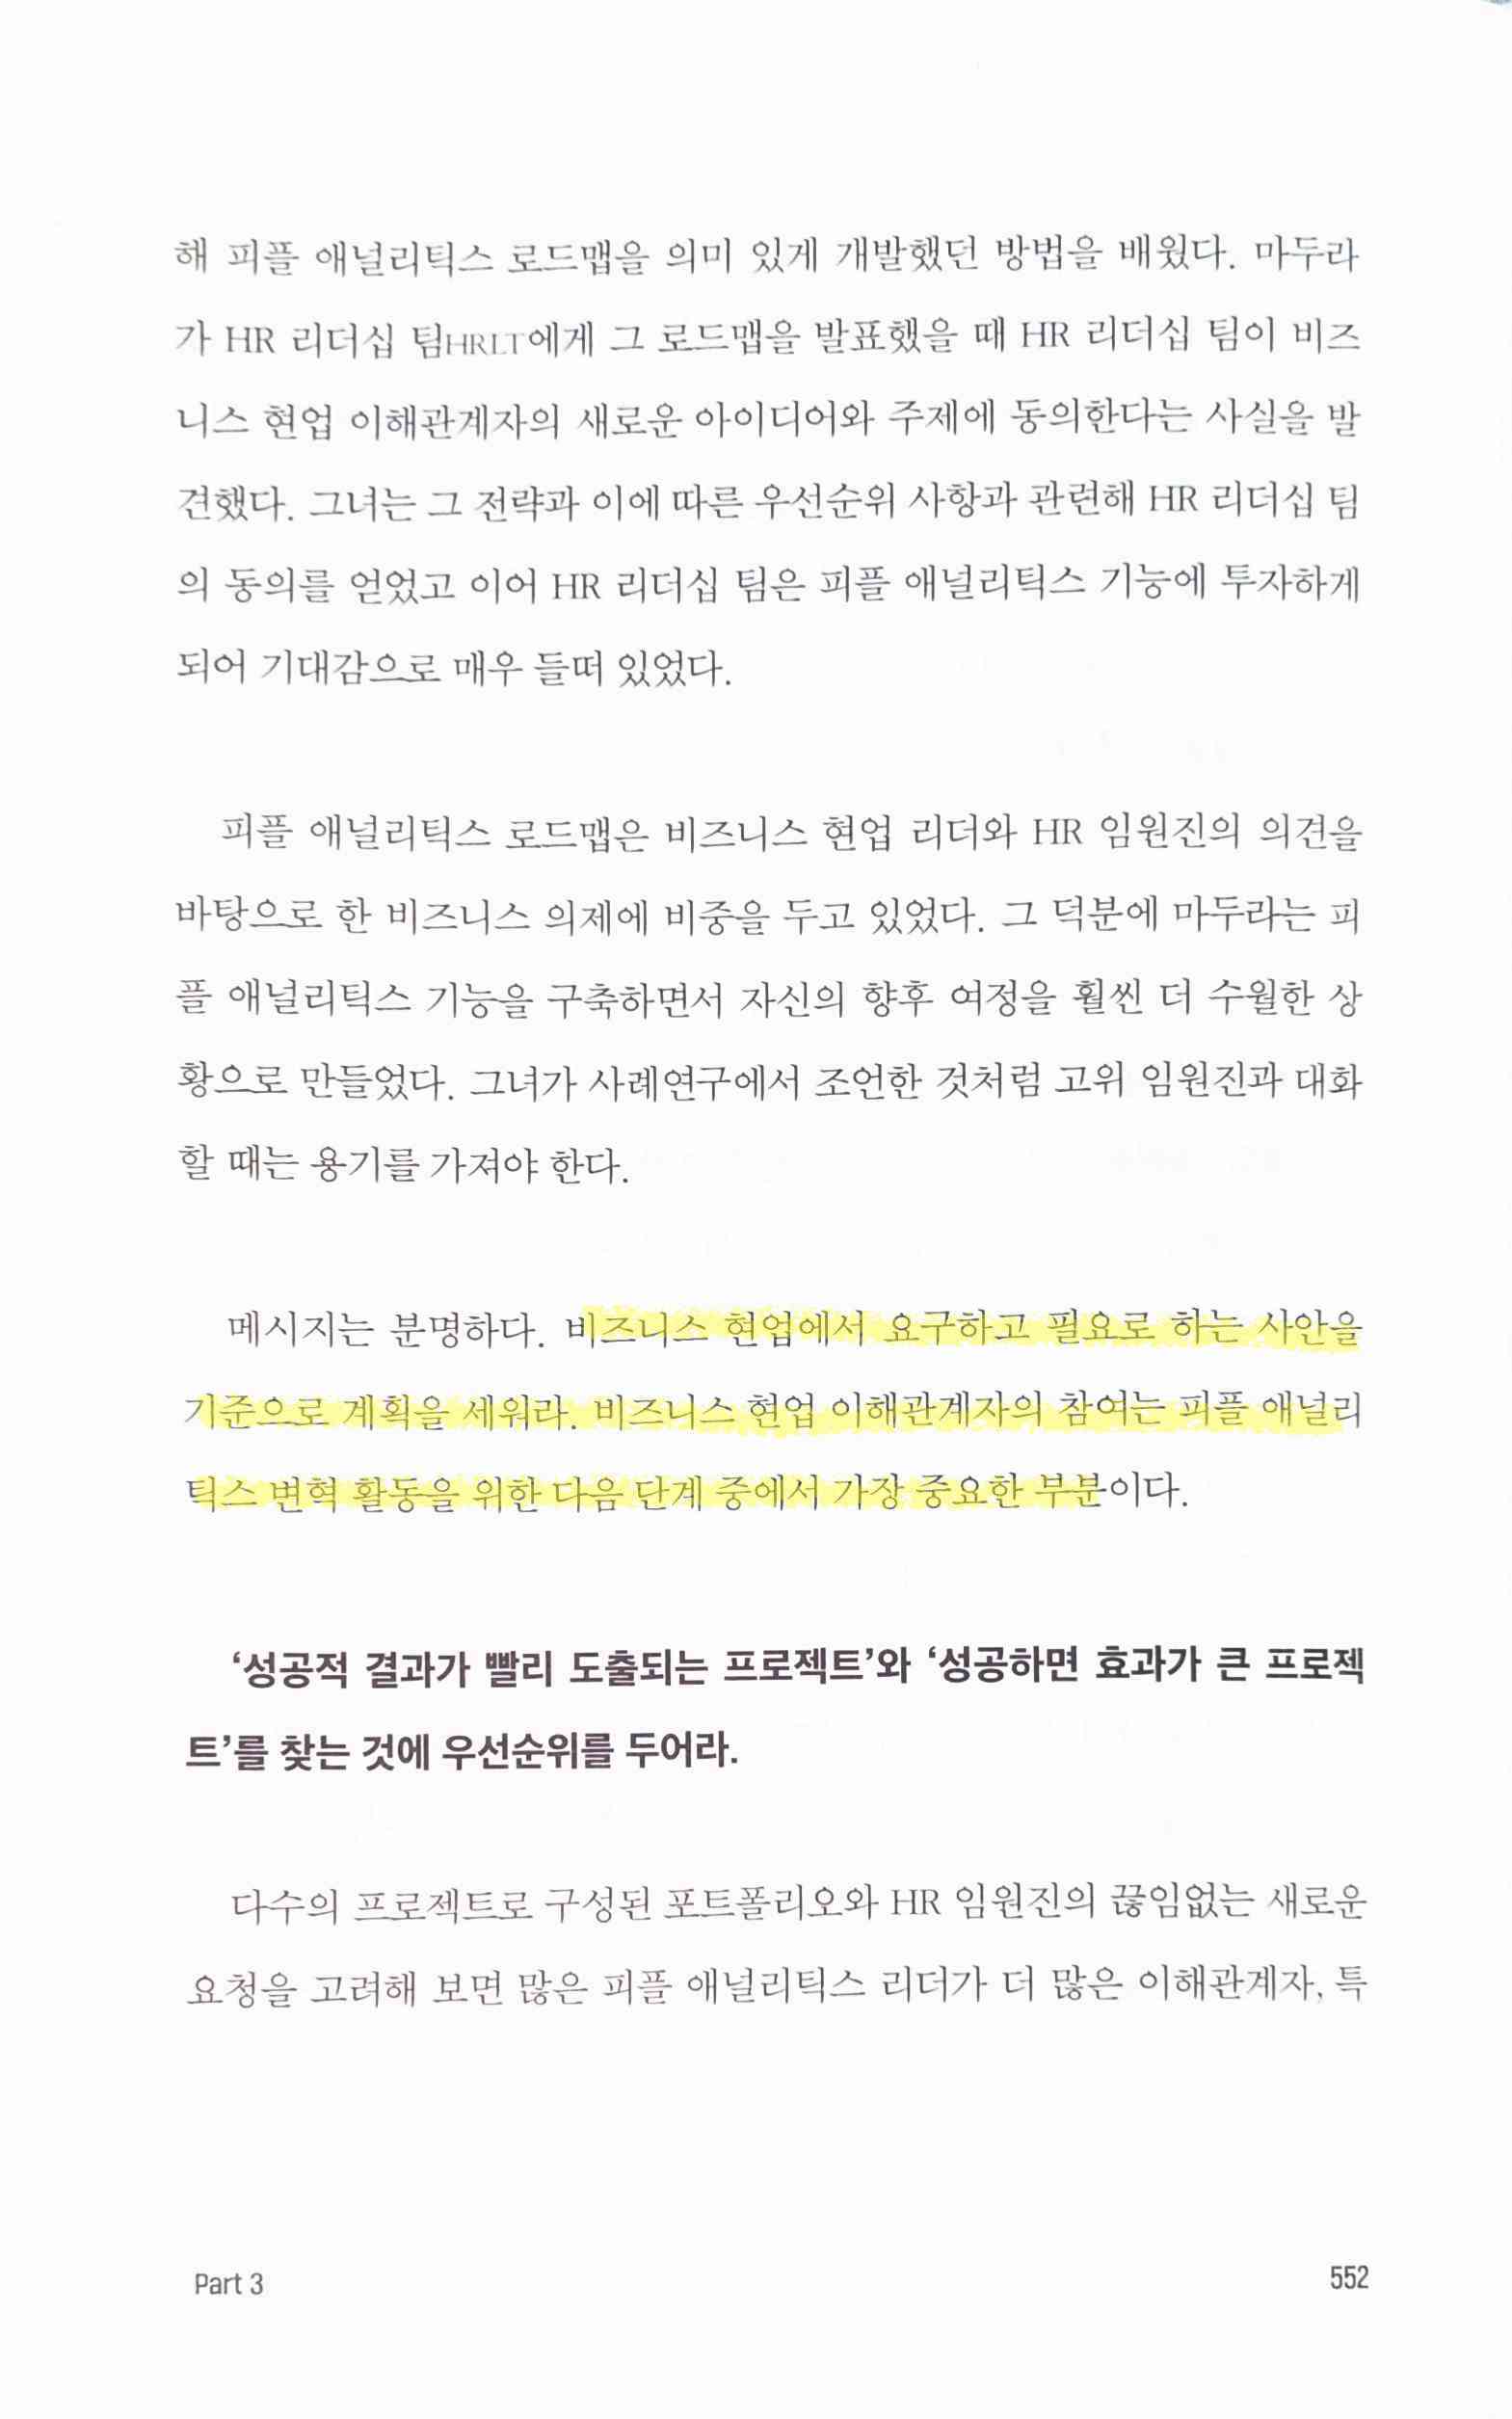 해 피플 애널리틱스 로드맵을 의미 있게 개발했던 방법을 배웠다. 마두라
가 HR 리더십 팀HRLT에게 그 로드맵을 발표했을 때 HR 리더십 팀이 비즈
니스 현업 이해관계자의 새로운 아이디어와 주제에 동의한다는 사실을 발
견했다. 그녀는 그 전략과 이에 따른 우선순위 사항과 관련해 HR 리더십 팀
의 동의를 얻었고 이어 HR 리더십 팀은 피플 애널리틱스 기능에 투자하게
되어 기대감으로 매우 들떠 있었다.
피플 애널리틱스 로드맵은 비즈니스 현업 리더와 HR 임원진의 의견을
바탕으로 한 비즈니스 의제에 비중을 두고 있었다. 그 덕분에 마두라는 피
플 애널리틱스 기능을 구축하면서 자신의 향후 여정을 훨씬 더 수월한 상
황으로 만들었다. 그녀가 사례연구에서 조언한 것처럼 고위 임원진과 대화
할 때는 용기를 가져야 한다.
메시지는 분명하다. 비즈니스 현업에서 요구하고 필요로 하는 사안을
기준으로 계획을 세워라. 비즈니스 현업 이해관계자의 참여는 피플 애널리
틱스 변혁 활동을 위한 다음 단계 중에서 가장 중요한 부분이다.
‘성공적 결과가 빨리 도출되는 프로젝트’와 ‘성공하면 효과가 큰 프로젝
트’를 찾는 것에 우선순위를 두어라.
다수의 프로젝트로 구성된 포트폴리오와 HR 임원진의 끊임없는 새로운
요청을 고려해 보면 많은 피플 애널리틱스 리더가 더 많은 이해관계자, 특
Part 3
552